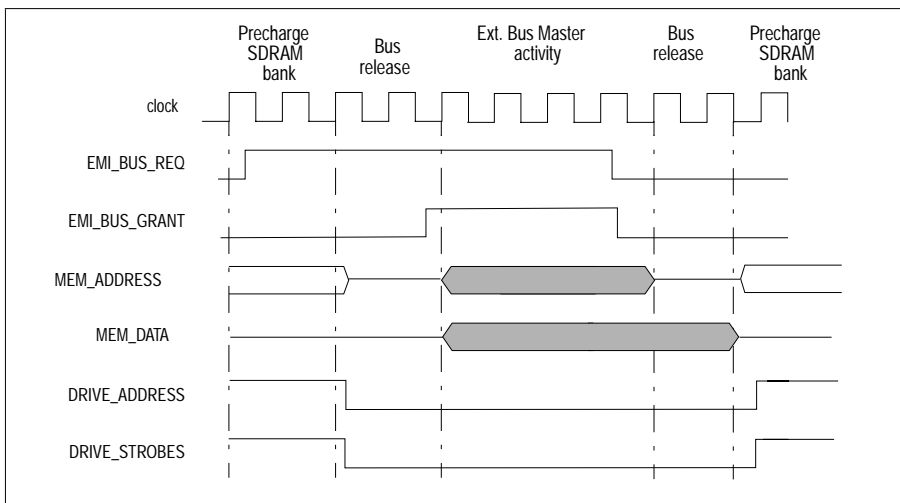 Precharge
SDRAM
bank
Bus
release
Ext. Bus Master
activity
Bus
release
Precharge
SDRAM
bank
clock
EMI_BUS_REQ
EMI_BUS_GRANT
MEM_ADDRESS
MEM_DATA
DRIVE_ADDRESS
DRIVE_STROBES